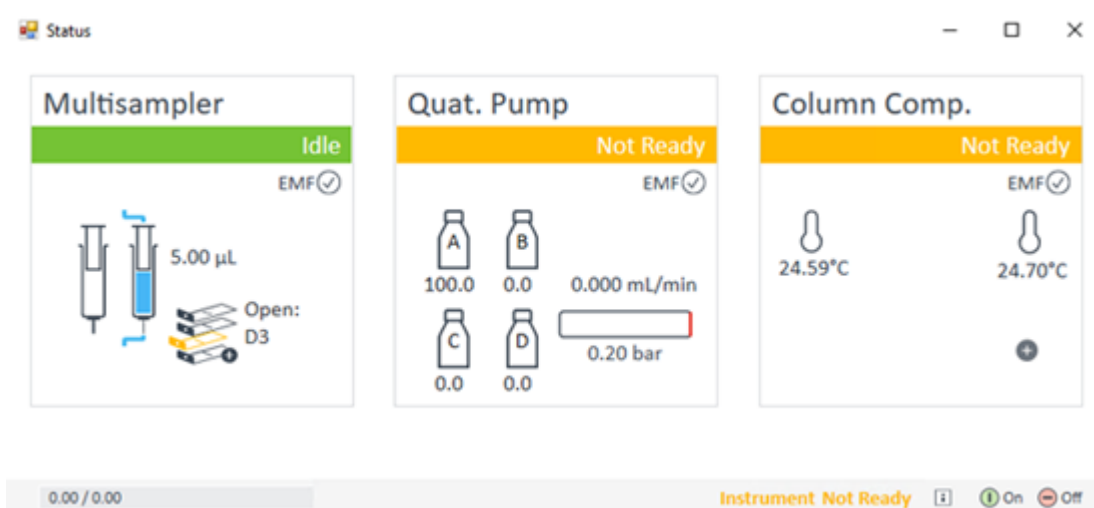 Status
Multisampler
Idle
EMF
5.00 µL
Open:
D3
Quat. Pump
Not Ready
EMF
A
B
100.0
0.0
0.000 mL/min
C
D
0.20 bar
0.0
0.0
Column Comp.
Not Ready
EMF
24.59°C
24.70°C
0.00 / 0.00
Instrument Not Ready
On
Off